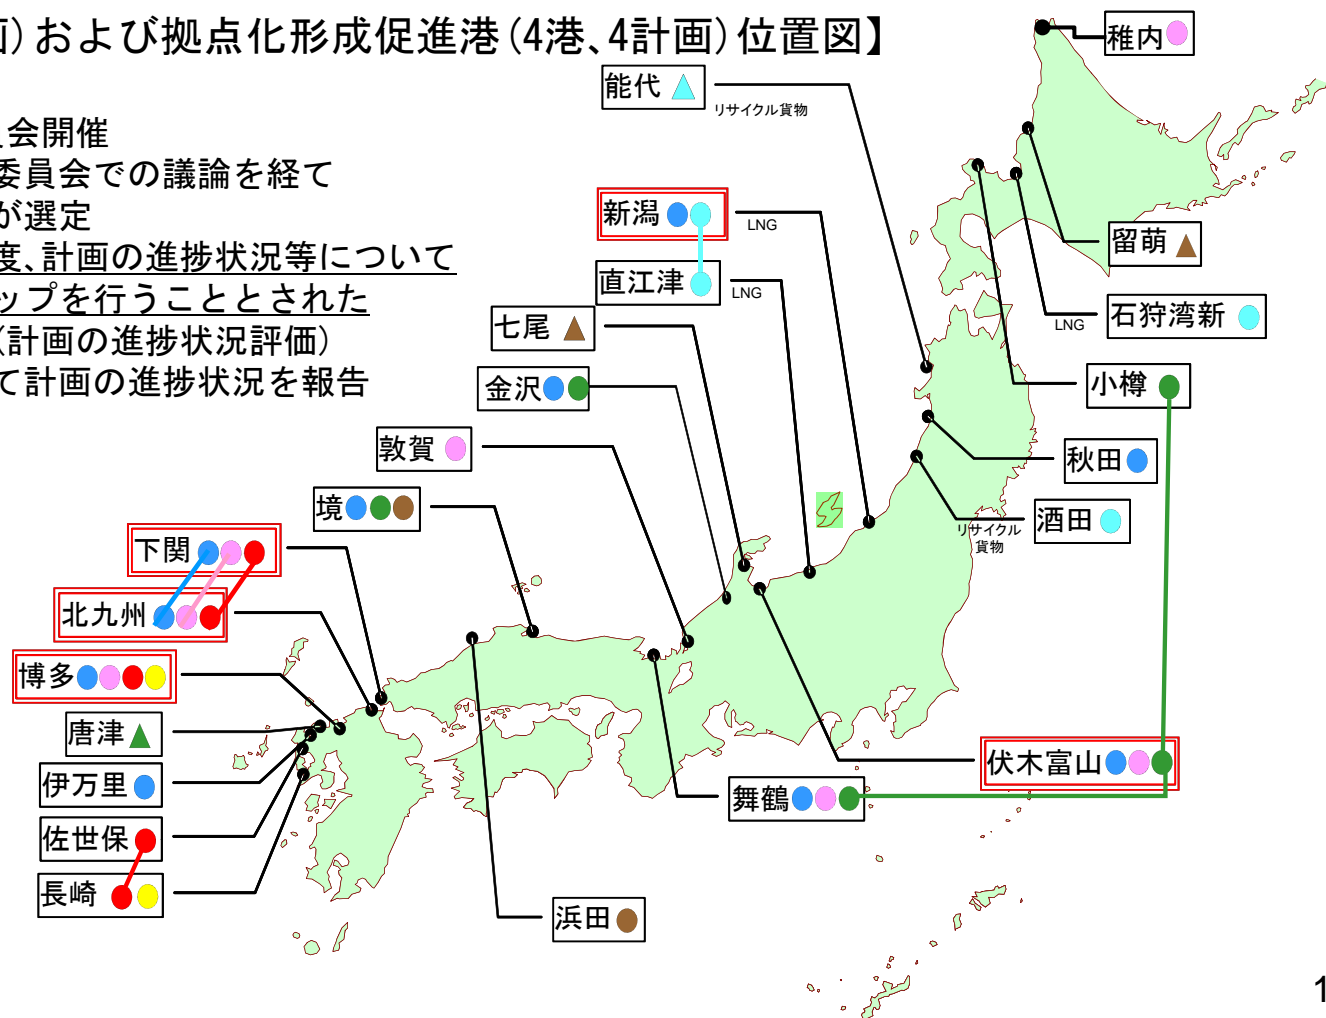 画)および拠点化形成促進港(4港、4計画)位置図】
員会開催
委員会での議論を経て
が選定
度、計画の進捗状況等について
ップを行うこととされた
(計画の進捗状況評価)
て計画の進捗状況を報告
稚内
能代
リサイクル貨物
新潟
LNG
留萌
直江津
LNG
石狩湾新
LNG
七尾
金沢
小樽
敦賀
秋田
境
酒田
リサイクル
貨物
下関
北九州
博多
唐津
伏木富山
伊万里
舞鶴
佐世保
長崎
浜田
1